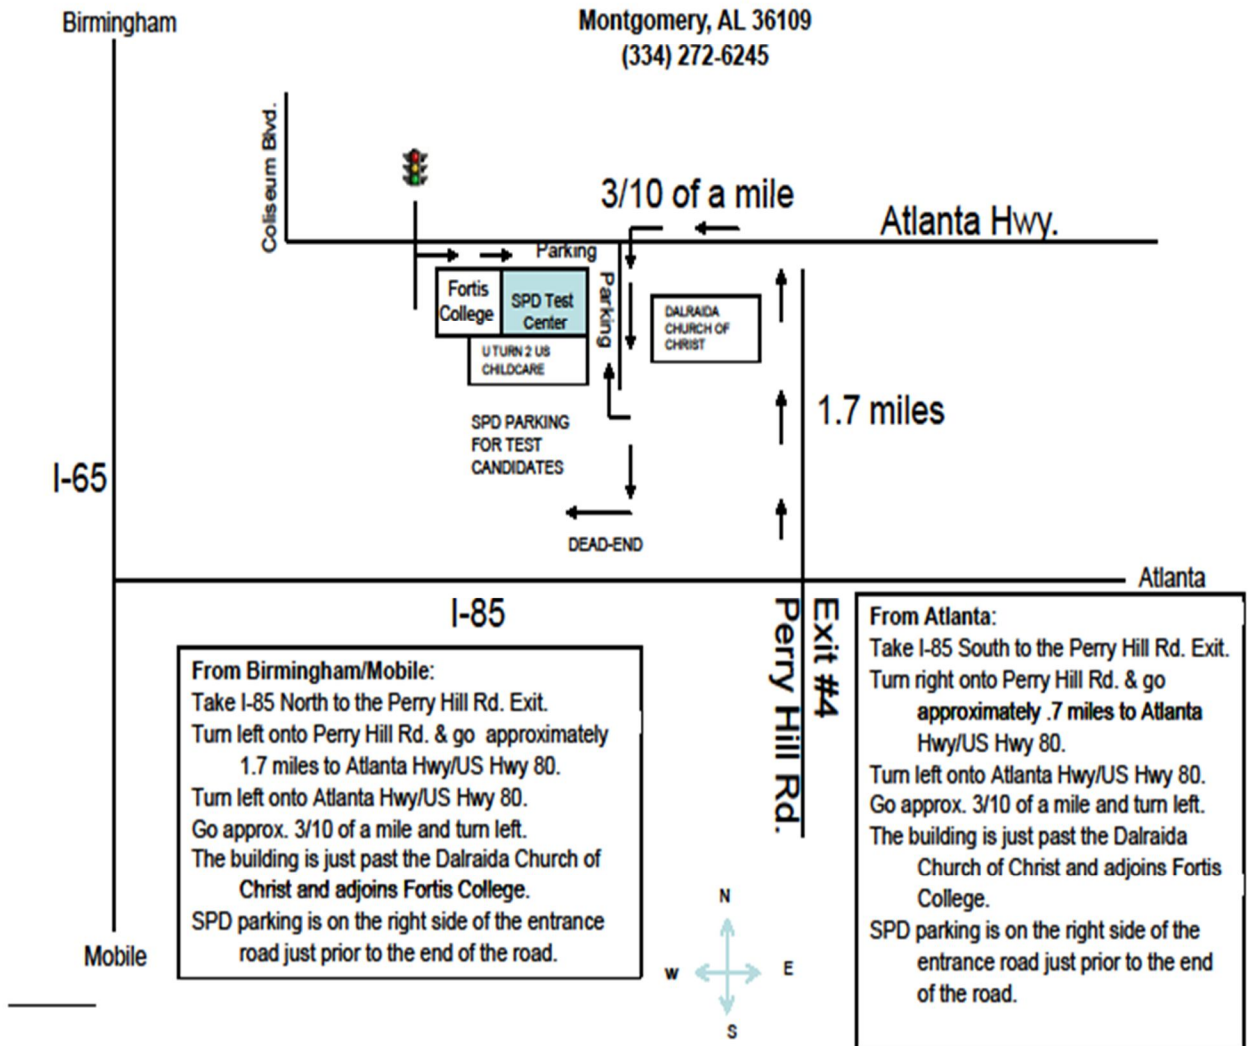 Birmingham
Montgomery, AL 36109
(334) 272-6245
Coliseum Blvd.
3/10 of a mile
Atlanta Hwy.
Parking
Fortis
College
SPD Test
Center
Parking
DALRAIDA
CHURCH OF
CHRIST
U TURN 2 US
CHILDCARE
1.7 miles
SPD PARKING
FOR TEST
CANDIDATES
I-65
DEAD-END
Atlanta
I-85
Perry Hill Rd.
Exit #4
From Birmingham/Mobile:
Take I-85 North to the Perry Hill Rd. Exit.
Turn left onto Perry Hill Rd. & go approximately
1.7 miles to Atlanta Hwy/US Hwy 80.
Turn left onto Atlanta Hwy/US Hwy 80.
Go approx. 3/10 of a mile and turn left.
The building is just past the Dalraida Church of
Christ and adjoins Fortis College.
SPD parking is on the right side of the entrance
road just prior to the end of the road.
From Atlanta:
Take I-85 South to the Perry Hill Rd. Exit.
Turn right onto Perry Hill Rd. & go
approximately .7 miles to Atlanta
Hwy/US Hwy 80.
Turn left onto Atlanta Hwy/US Hwy 80.
Go approx. 3/10 of a mile and turn left.
The building is just past the Dalraida
Church of Christ and adjoins Fortis
College.
SPD parking is on the right side of the
entrance road just prior to the end
of the road.
Mobile
N
W
E
S